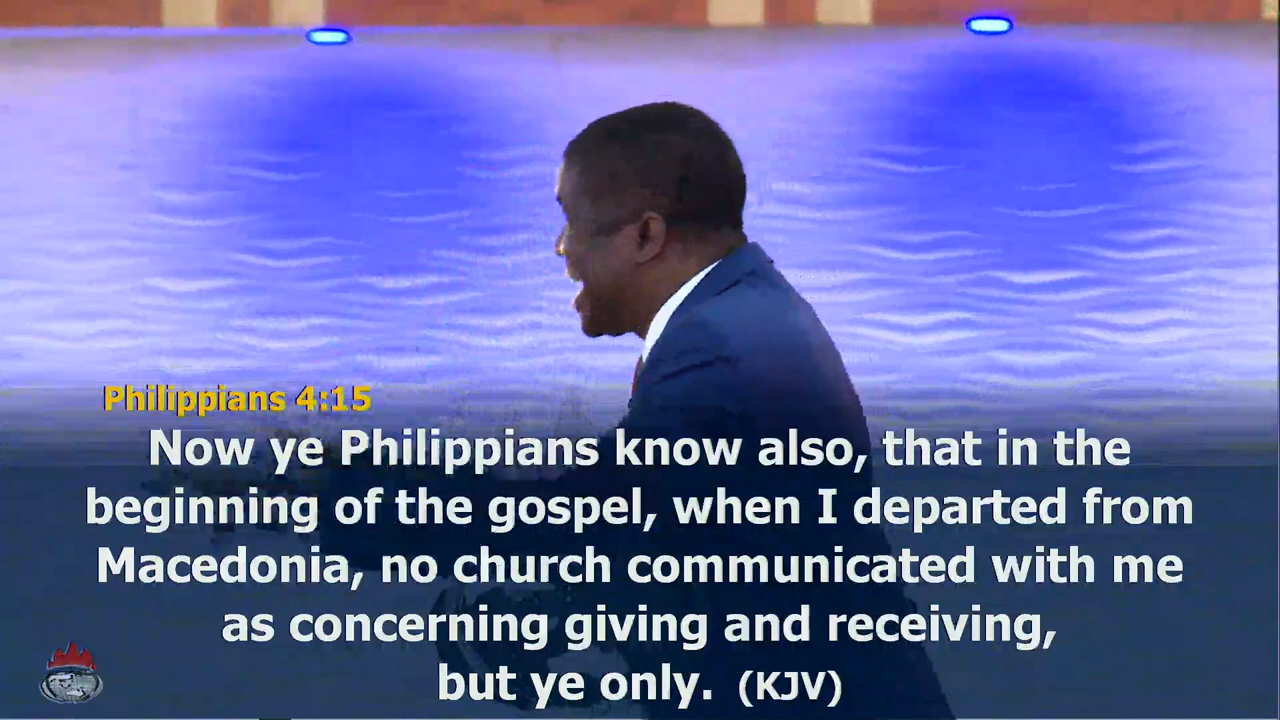 Philippians 4:15
Now ye Philippians know also, that in the
beginning of the gospel, when I departed from
Macedonia, no church communicated with me
as concerning giving and receiving,
but ye only. (KJV)